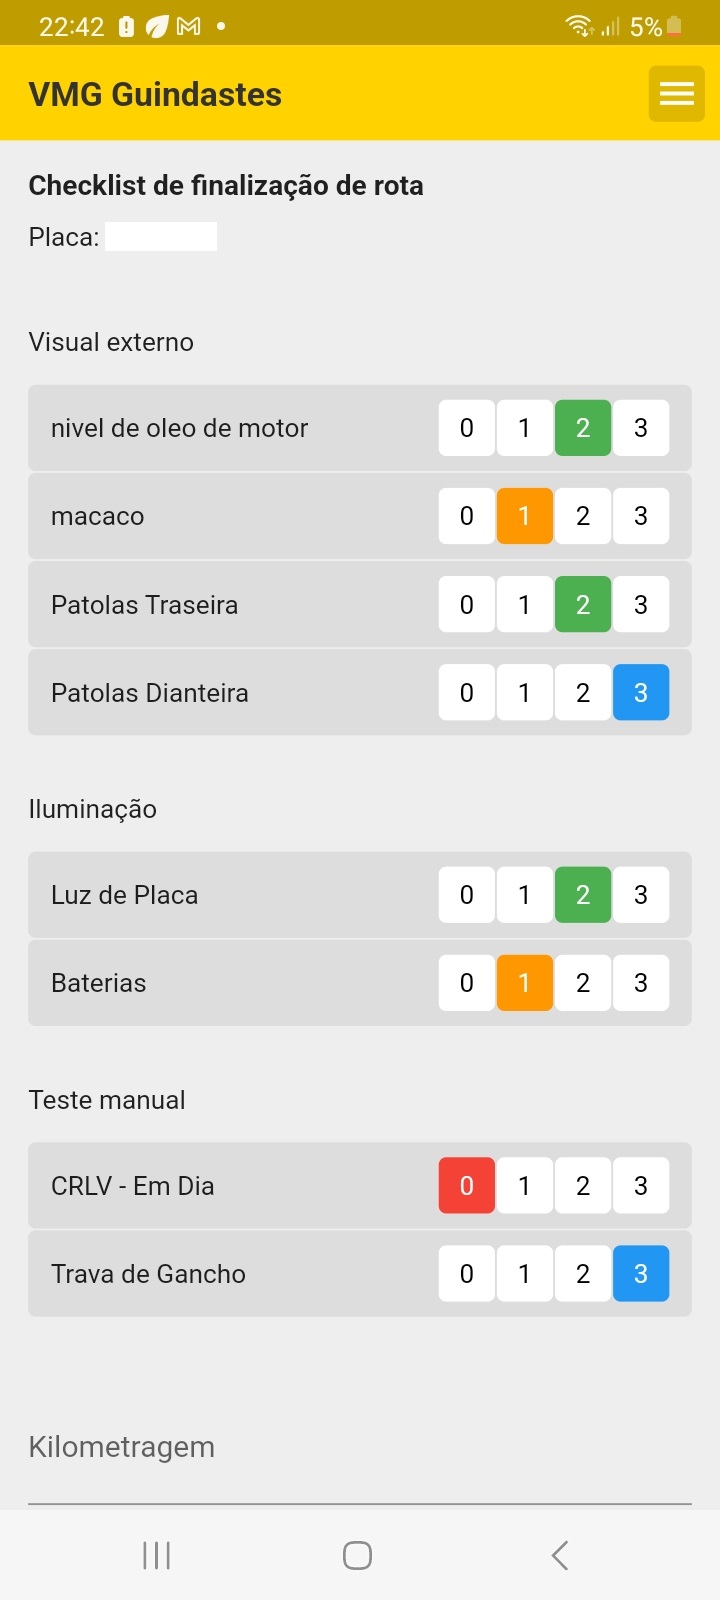 22:42 5%
VMG Guindastes
Checklist de finalização de rota
Placa:
Visual externo
nivel de oleo de motor 0 1 2 3
macaco 0 1 2 3
Patolas Traseira 0 1 2 3
Patolas Dianteira 0 1 2 3
Iluminação
Luz de Placa 0 1 2 3
Baterias 0 1 2 3
Teste manual
CRLV - Em Dia 0 1 2 3
Trava de Gancho 0 1 2 3
Kilometragem